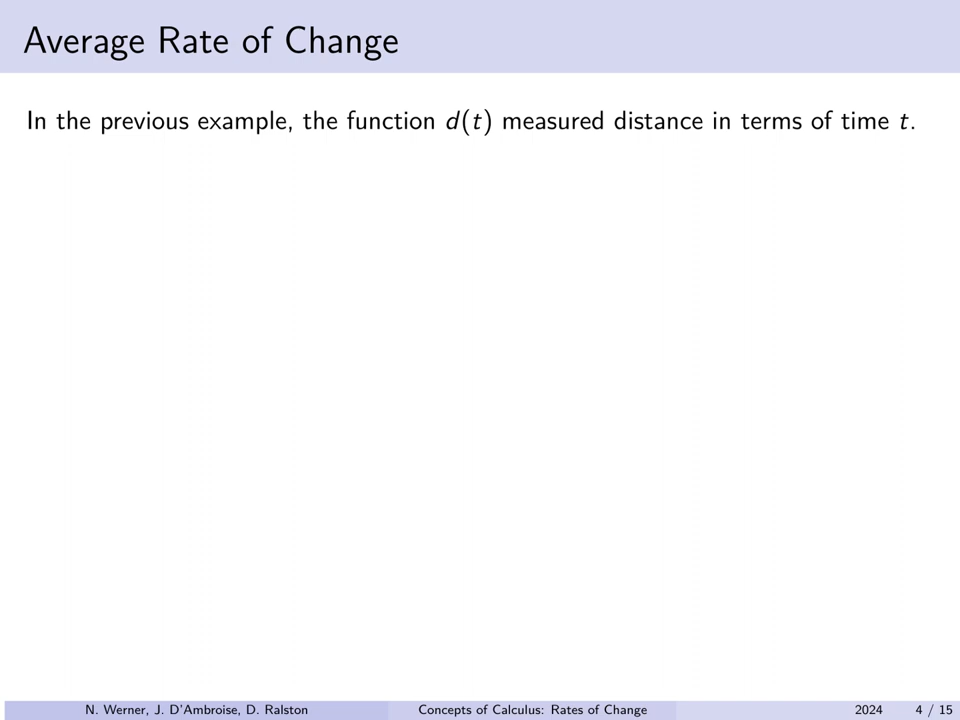 Average Rate of Change
In the previous example, the function d(t) measured distance in terms of time t.
N. Werner, J. D'Ambroise, D. Ralston
Concepts of Calculus: Rates of Change
2024
4 / 15